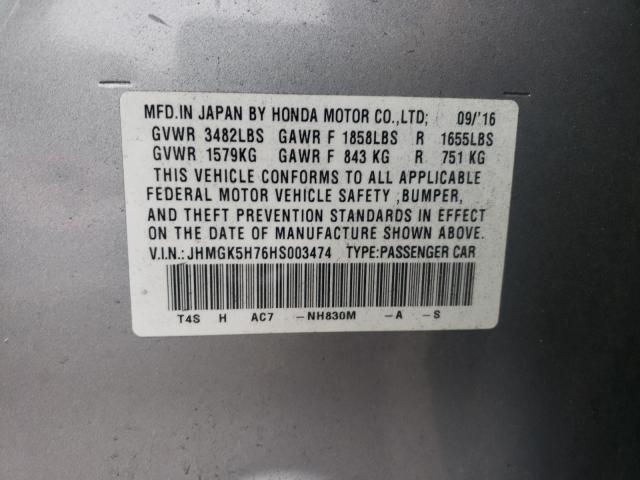 MFD.IN JAPAN BY HONDA MOTOR CO.,LTD; 09/'16
GVWR 3482LBS GAWR F 1858LBS R 1655LBS
GVWR 1579KG GAWR F 843 KG R 751 KG
THIS VEHICLE CONFORMS TO ALL APPLICABLE
FEDERAL MOTOR VEHICLE SAFETY ,BUMPER,
AND THEFT PREVENTION STANDARDS IN EFFECT
ON THE DATE OF MANUFACTURE SHOWN ABOVE.
V.I.N.: JHMGK5H76HS003474 TYPE:PASSENGER CAR
T4S H AC7 -NH830M -A -S